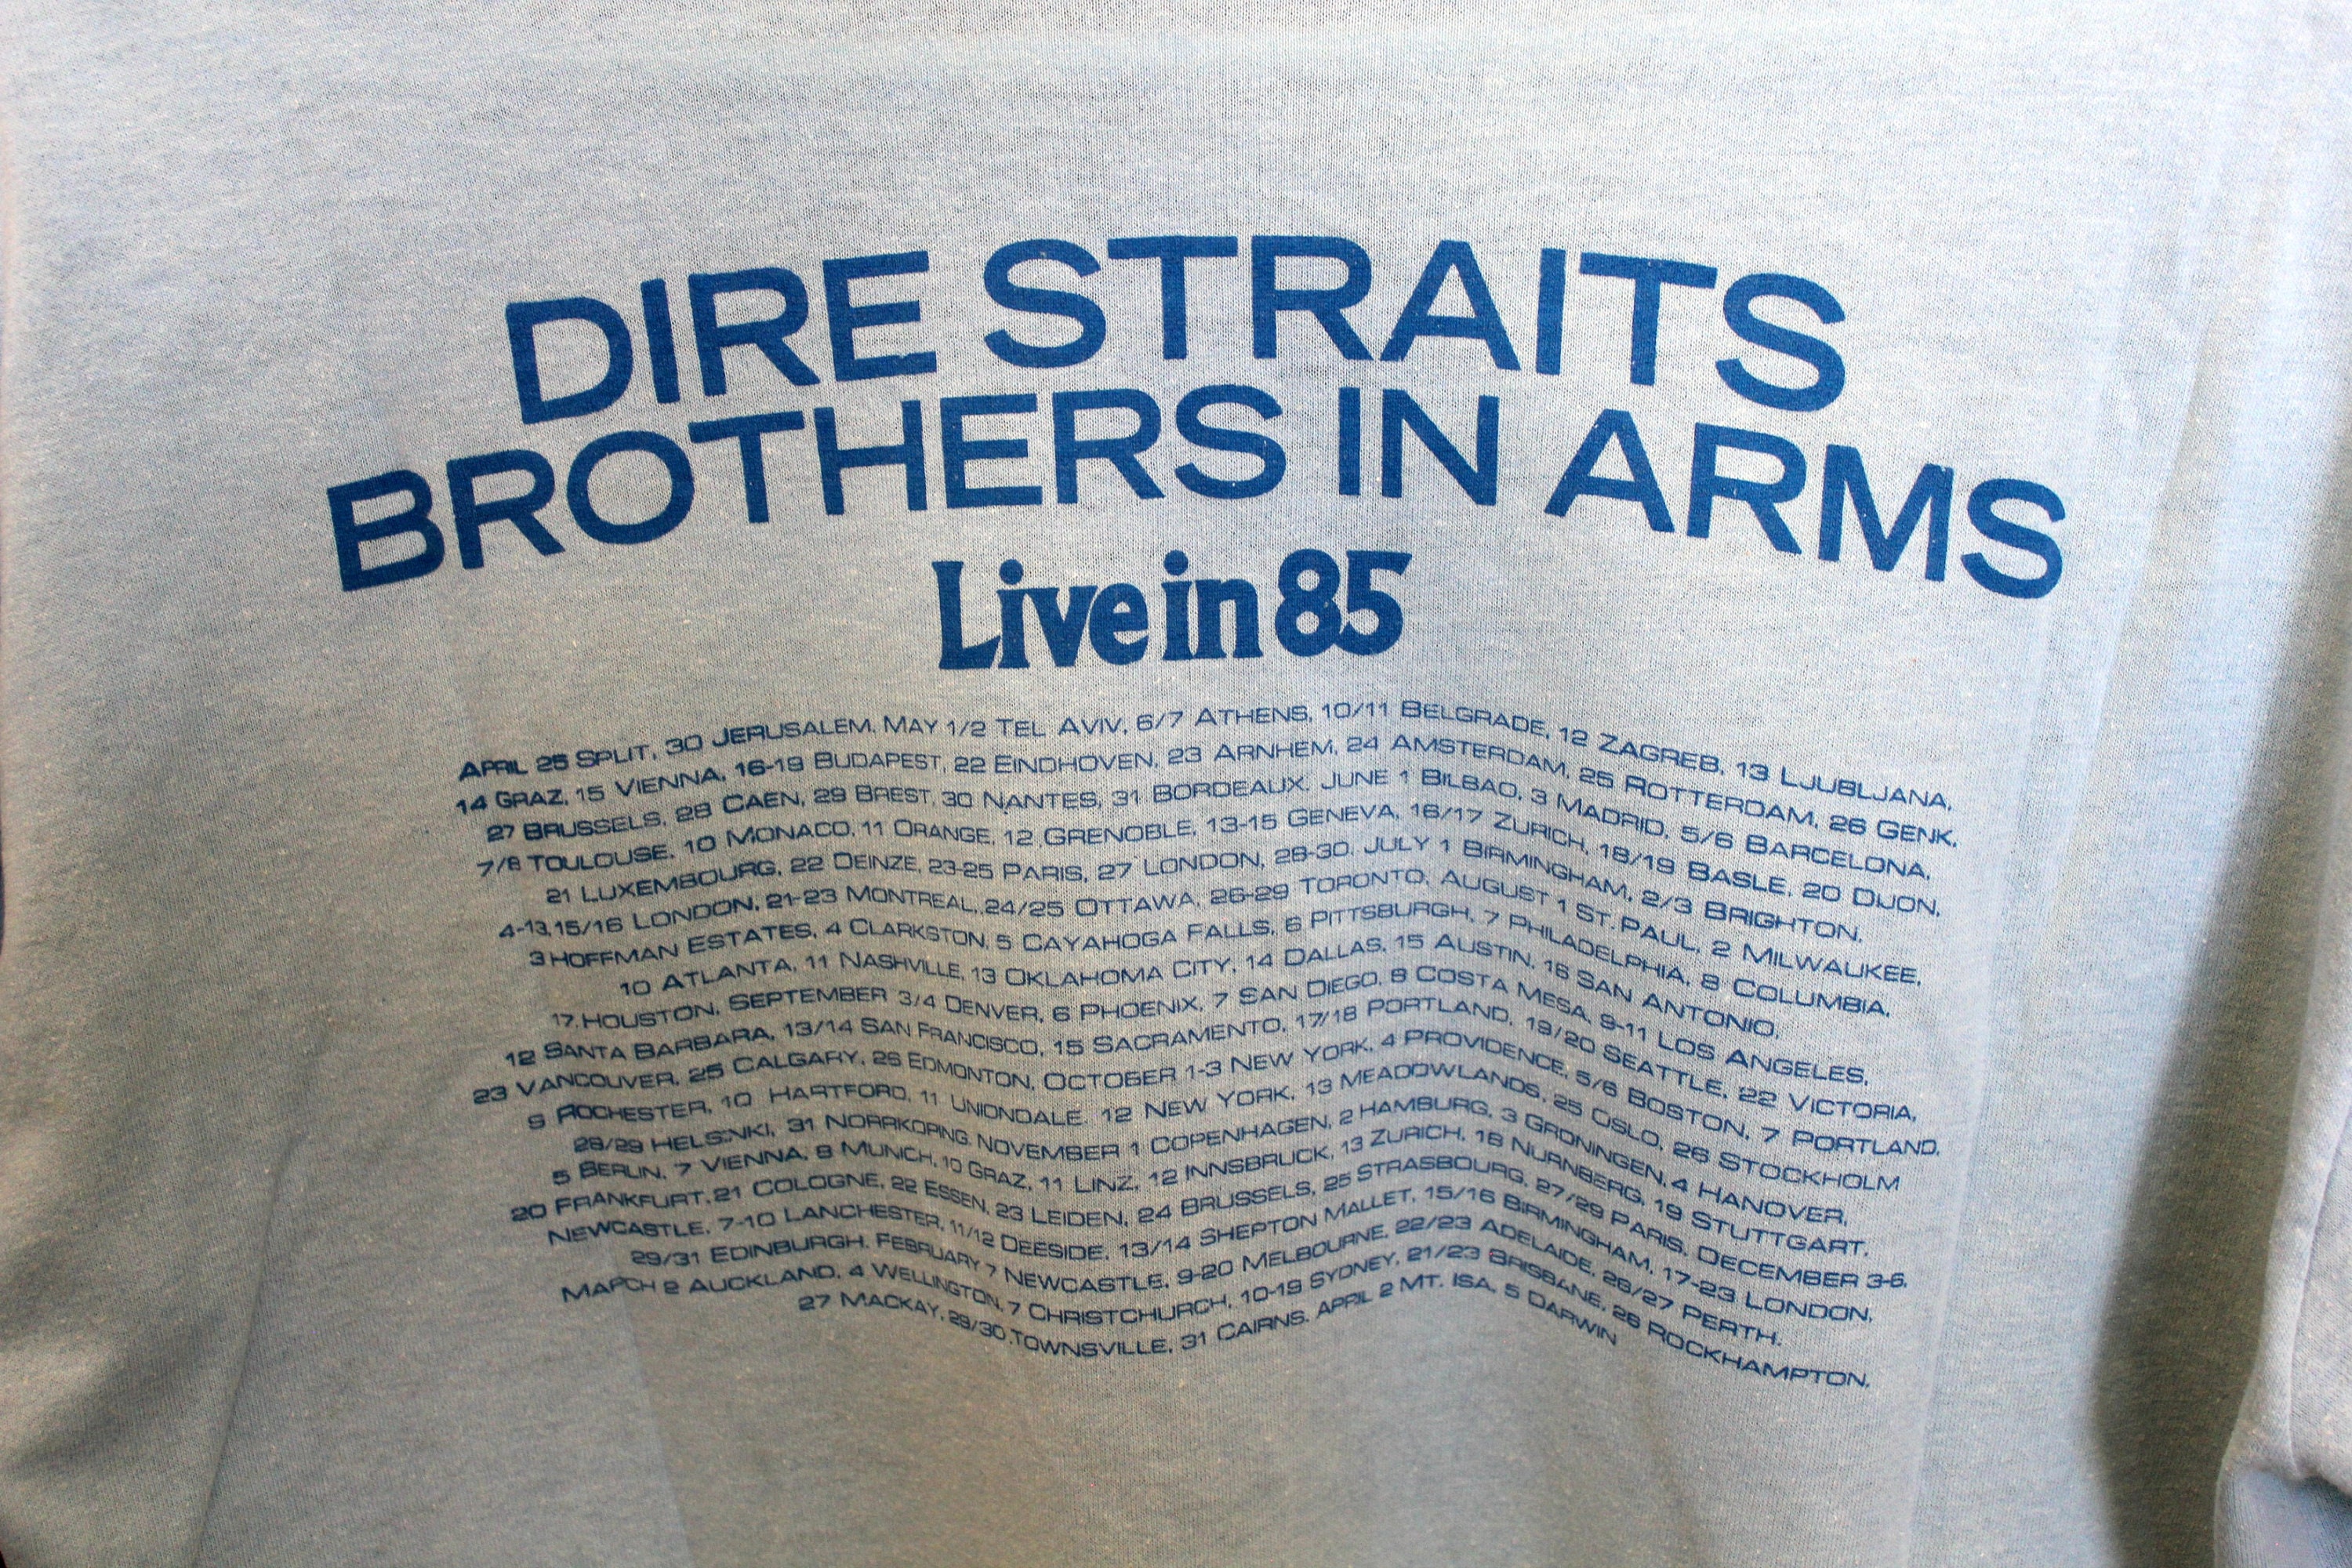 DIRE STRAITS
BROTHERS IN ARMS
Live in 85
APRIL 25 SPLIT, 30 JERUSALEM. MAY 1/2 TEL AVIV, 6/7 ATHENS, 10/11 BELGRADE, 12 ZAGREB, 13 LJUBLJANA,
14 GRAZ, 15 VIENNA, 16-19 BUDAPEST, 22 EINDHOVEN, 23 ARNHEM, 24 AMSTERDAM, 25 ROTTERDAM, 26 GENK,
27 BRUSSELS, 28 CAEN, 29 BREST, 30 NANTES, 31 BORDEAUX. JUNE 1 BILBAO, 3 MADRID, 5/6 BARCELONA,
7/8 TOULOUSE, 10 MONACO, 11 ORANGE, 12 GRENOBLE, 13-15 GENEVA, 16/17 ZURICH, 18/19 BASLE, 20 DIJON,
21 LUXEMBOURG, 22 DEINZE, 23-25 PARIS, 27 LONDON, 28-30, JULY 1 BIRMINGHAM, 2/3 BRIGHTON,
4-13,15/16 LONDON, 21-23 MONTREAL, 24/25 OTTAWA, 26-29 TORONTO, AUGUST 1 ST. PAUL, 2 MILWAUKEE,
3 HOFFMAN ESTATES, 4 CLARKSTON, 5 CAYAHOGA FALLS, 6 PITTSBURGH, 7 PHILADELPHIA, 8 COLUMBIA,
10 ATLANTA, 11 NASHVILLE, 13 OKLAHOMA CITY, 14 DALLAS, 15 AUSTIN, 16 SAN ANTONIO,
17 HOUSTON, SEPTEMBER 3/4 DENVER, 6 PHOENIX, 7 SAN DIEGO, 8 COSTA MESA, 9-11 LOS ANGELES,
12 SANTA BARBARA, 13/14 SAN FRANCISCO, 15 SACRAMENTO, 17/18 PORTLAND, 19/20 SEATTLE, 22 VICTORIA,
23 VANCOUVER, 25 CALGARY, 26 EDMONTON, OCTOBER 1-3 NEW YORK, 4 PROVIDENCE, 5/6 BOSTON, 7 PORTLAND,
9 ROCHESTER, 10 HARTFORD, 11 UNIONDALE, 12 NEW YORK, 13 MEADOWLANDS, 25 OSLO, 26 STOCKHOLM
28/29 HELSINKI, 31 NORRKOPING. NOVEMBER 1 COPENHAGEN, 2 HAMBURG, 3 GRONINGEN, 4 HANOVER,
5 BERLIN, 7 VIENNA, 8 MUNICH, 10 GRAZ, 11 LINZ, 12 INNSBRUCK, 13 ZURICH, 18 NURNBERG, 19 STUTTGART,
20 FRANKFURT, 21 COLOGNE, 22 ESSEN, 23 LEIDEN, 24 BRUSSELS, 25 STRASBOURG, 27/29 PARIS. DECEMBER 3-6,
NEWCASTLE, 7-10 LANCHESTER, 11/12 DEESIDE, 13/14 SHEPTON MALLET, 15/16 BIRMINGHAM, 17-23 LONDON,
29/31 EDINBURGH. FEBRUARY 7 NEWCASTLE, 9-20 MELBOURNE, 22/23 ADELAIDE, 26/27 PERTH.
MARCH 2 AUCKLAND, 4 WELLINGTON, 7 CHRISTCHURCH, 10-19 SYDNEY, 21/23 BRISBANE, 26 ROCKHAMPTON,
27 MACKAY, 29/30 TOWNSVILLE, 31 CAIRNS. APRIL 2 MT. ISA, 5 DARWIN